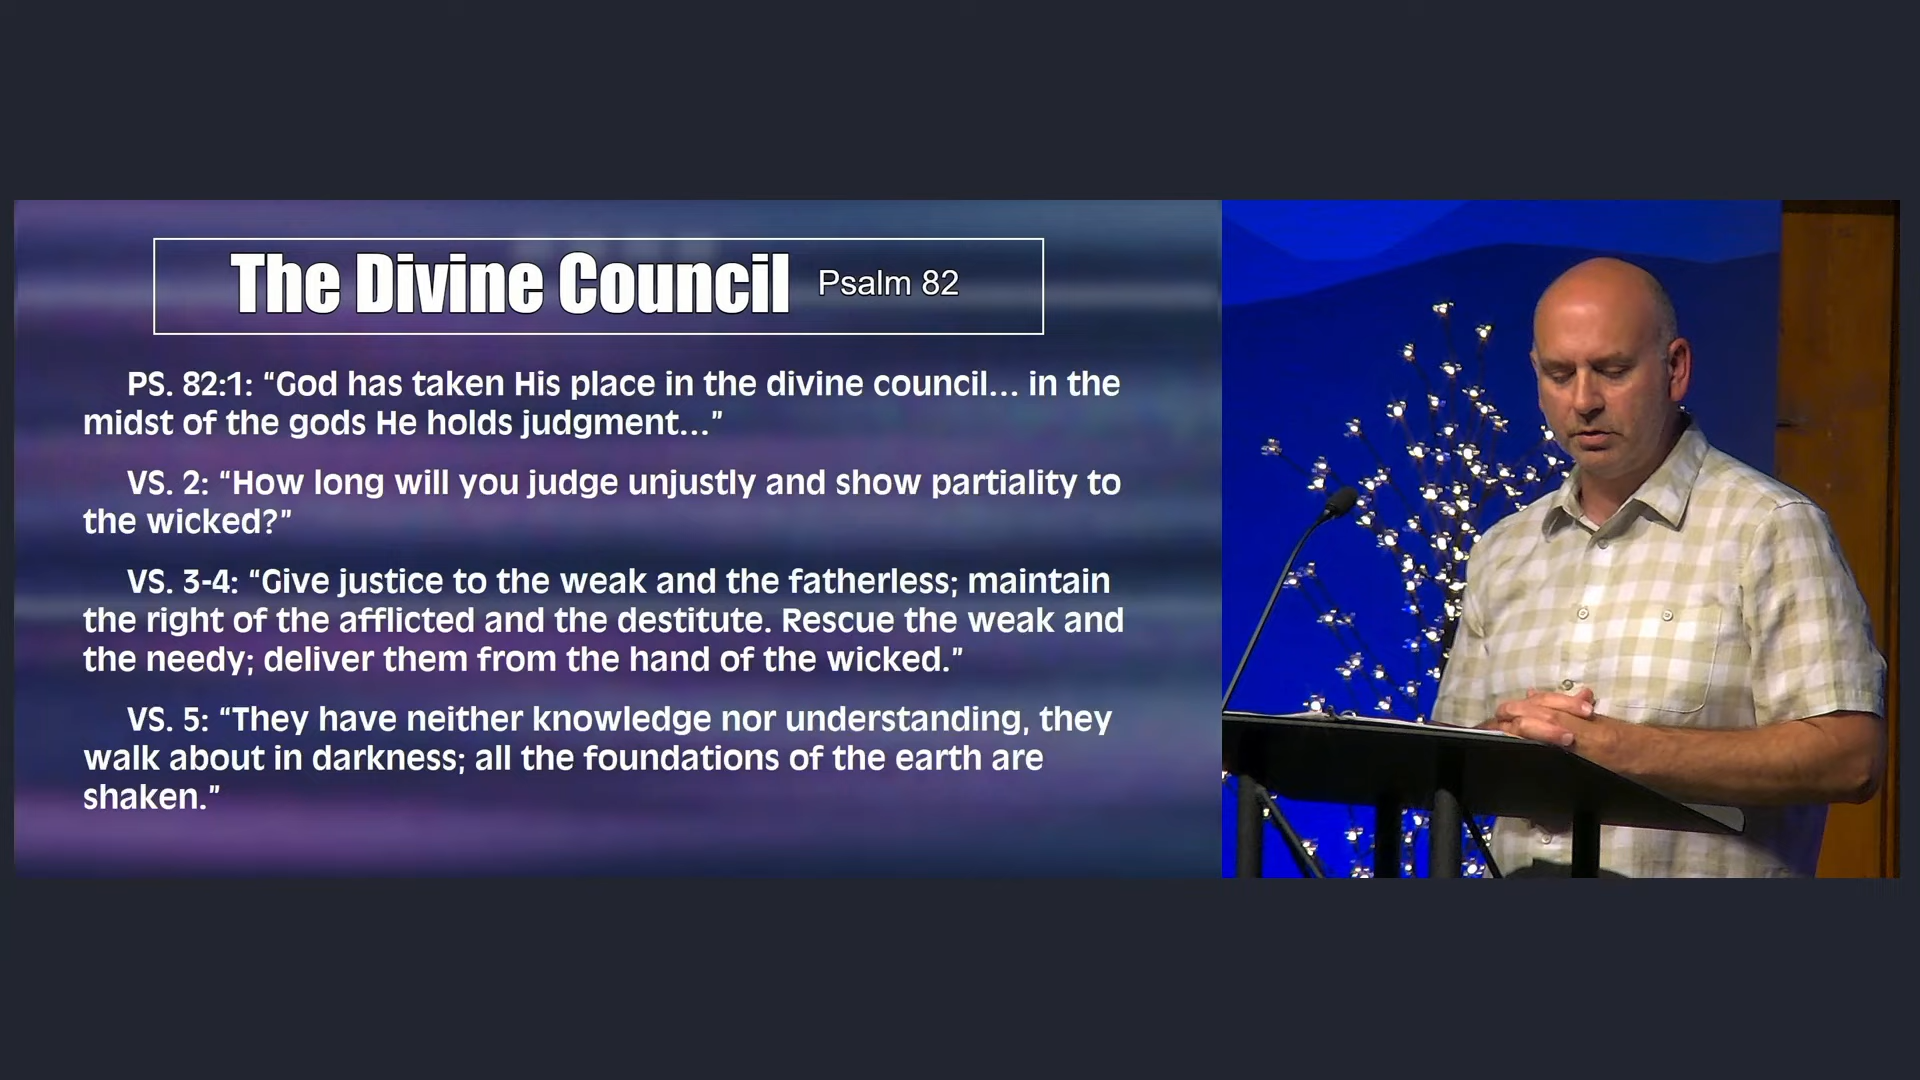 The Divine Council Psalm 82
PS. 82:1: “God has taken His place in the divine council... in the
midst of the gods He holds judgment...”
VS. 2: “How long will you judge unjustly and show partiality to
the wicked?”
VS. 3-4: “Give justice to the weak and the fatherless; maintain
the right of the afflicted and the destitute. Rescue the weak and
the needy; deliver them from the hand of the wicked.”
VS. 5: “They have neither knowledge nor understanding, they
walk about in darkness; all the foundations of the earth are
shaken.”